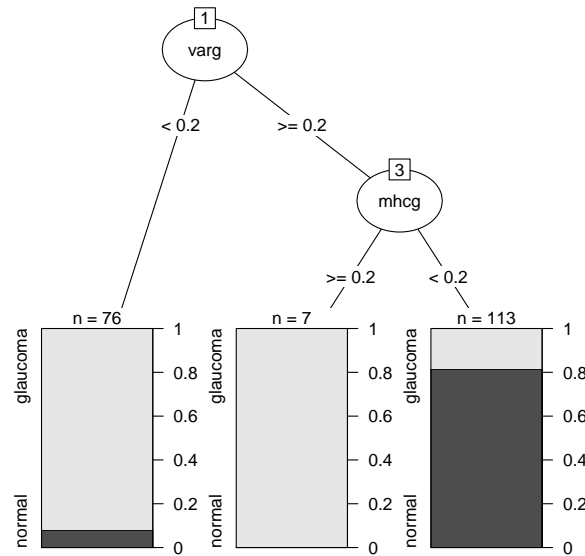 1
varg
< 0.2
>= 0.2
3
mhcg
>= 0.2
< 0.2
n = 76
n = 7
n = 113
glaucoma
normal
1
0.8
0.6
0.4
0.2
0
glaucoma
normal
1
0.8
0.6
0.4
0.2
0
glaucoma
normal
1
0.8
0.6
0.4
0.2
0